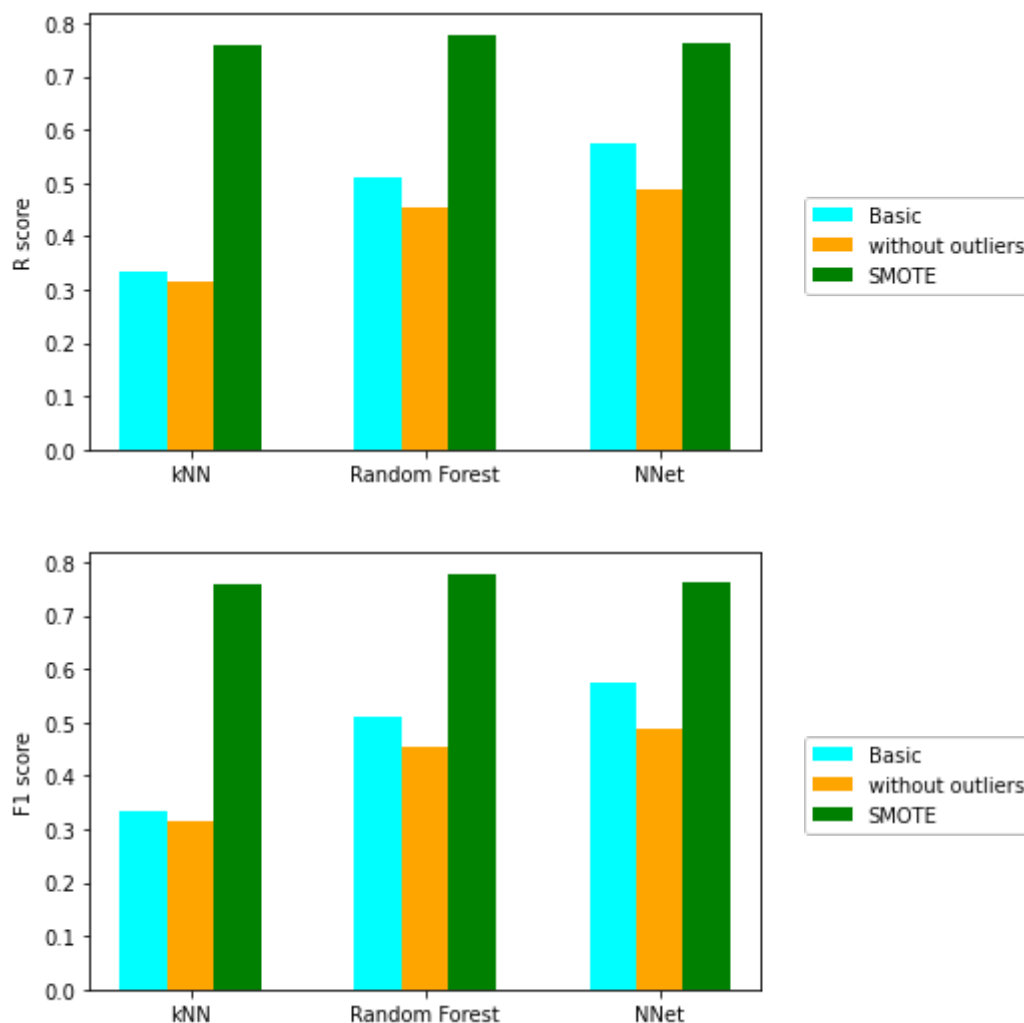 0.8
0.7
0.6
0.5
0.4
0.3
0.2
0.1
0.0
R score
kNN
Random Forest
NNet
Basic
without outliers
SMOTE
0.8
0.7
0.6
0.5
0.4
0.3
0.2
0.1
0.0
F1 score
kNN
Random Forest
NNet
Basic
without outliers
SMOTE